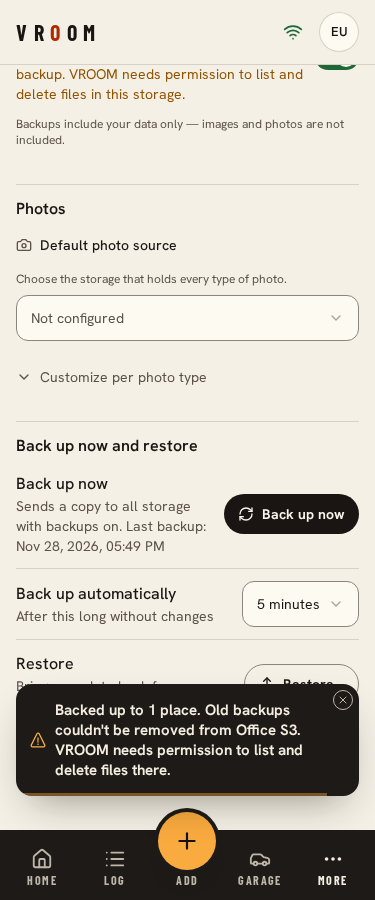 VROOM
EU
backup. VROOM needs permission to list and
delete files in this storage.
Backups include your data only — images and photos are not
included.
Photos
Default photo source
Choose the storage that holds every type of photo.
Not configured
Customize per photo type
Back up now and restore
Back up now
Sends a copy to all storage
with backups on. Last backup:
Nov 28, 2026, 05:49 PM
Back up now
Back up automatically
After this long without changes
5 minutes
Restore
Restore
Backed up to 1 place. Old backups
couldn't be removed from Office S3.
VROOM needs permission to list and
delete files there.
HOME
LOG
ADD
GARAGE
MORE